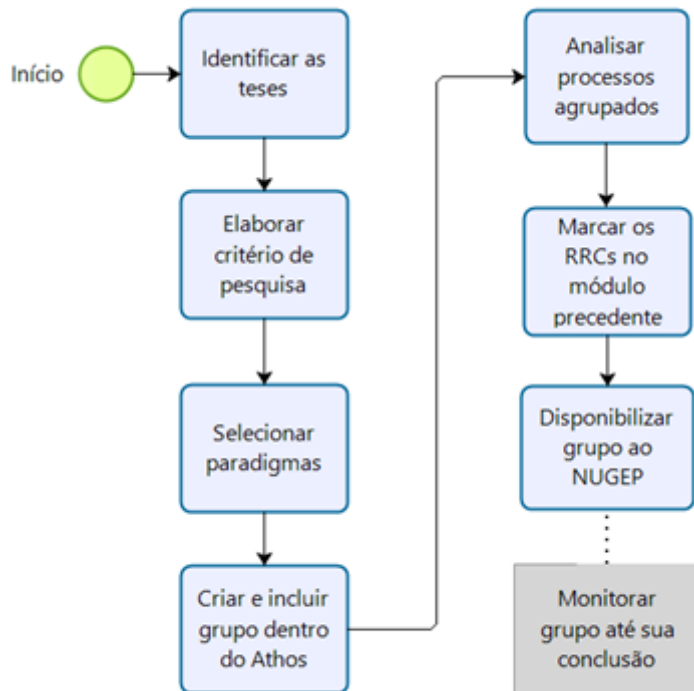 Início
Identificar as
teses
Elaborar
critério de
pesquisa
Selecionar
paradigmas
Criar e incluir
grupo dentro
do Athos
Analisar
processos
agrupados
Marcar os
RRCs no
módulo
precedente
Disponibilizar
grupo ao
NUGEP
Monitorar
grupo até sua
conclusão